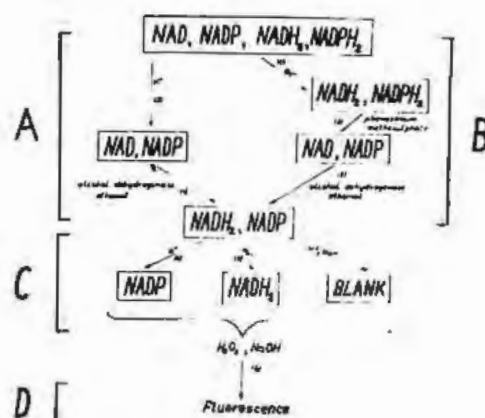 NAD, NADP, NADH₂, NADPH₂
A
B
NADH₂, NADPH₂
phenazinium
methosulphate
NAD, NADP
NAD, NADP
alcohol dehydrogenase
ethanol
alcohol dehydrogenase
ethanol
NADH₂, NADP
C
NADP
NADH₂
BLANK
H₂O₂, NaOH
D
Fluorescence